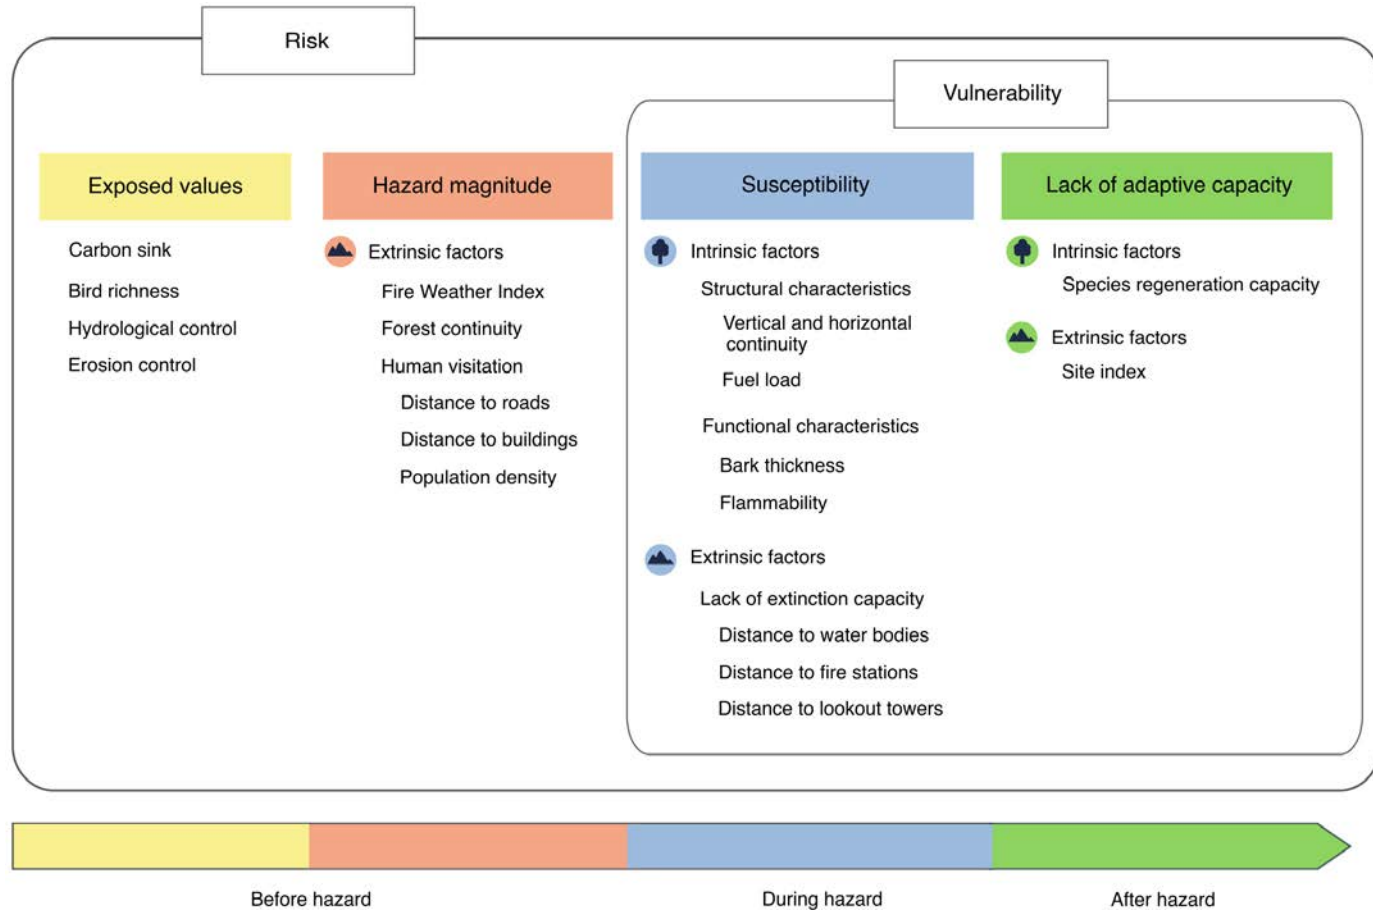 Risk
Vulnerability
Exposed values
Carbon sink
Bird richness
Hydrological control
Erosion control
Hazard magnitude
Extrinsic factors
Fire Weather Index
Forest continuity
Human visitation
Distance to roads
Distance to buildings
Population density
Susceptibility
Intrinsic factors
Structural characteristics
Vertical and horizontal
continuity
Fuel load
Functional characteristics
Bark thickness
Flammability
Extrinsic factors
Lack of extinction capacity
Distance to water bodies
Distance to fire stations
Distance to lookout towers
Lack of adaptive capacity
Intrinsic factors
Species regeneration capacity
Extrinsic factors
Site index
Before hazard
During hazard
After hazard